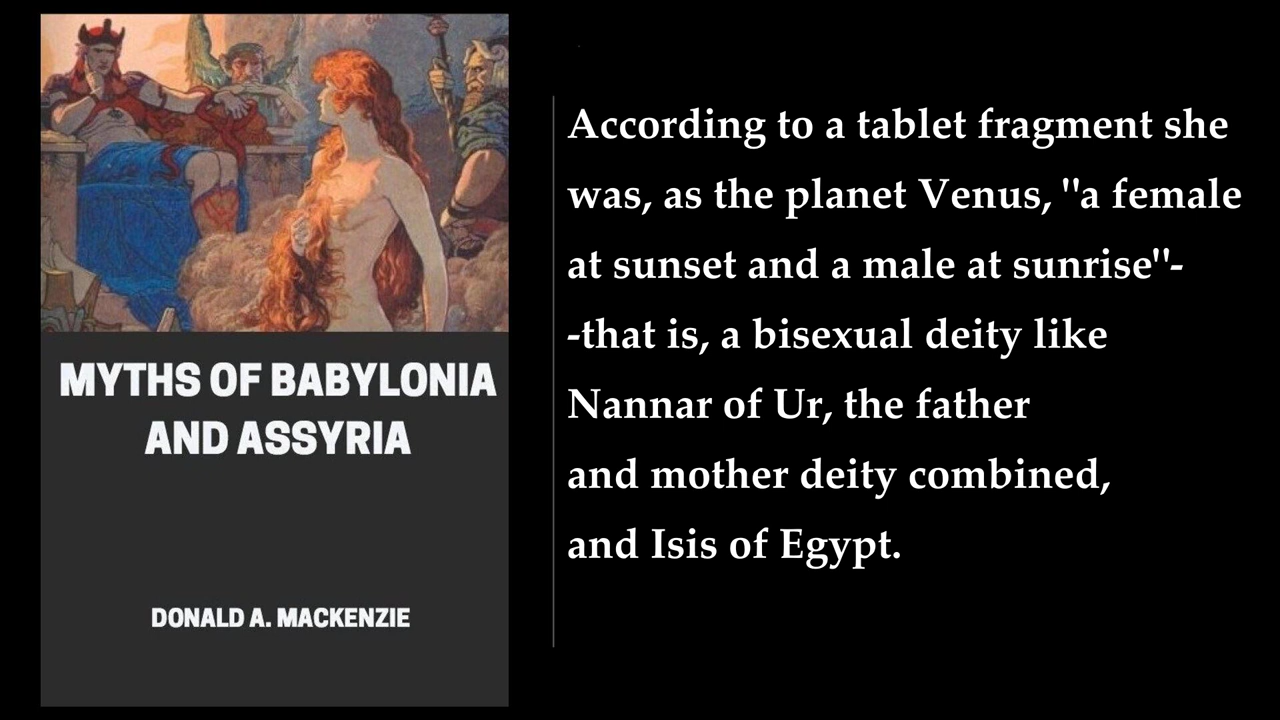 MYTHS OF BABYLONIA
AND ASSYRIA
DONALD A. MACKENZIE
According to a tablet fragment she
was, as the planet Venus, "a female
at sunset and a male at sunrise"-
-that is, a bisexual deity like
Nannar of Ur, the father
and mother deity combined,
and Isis of Egypt.